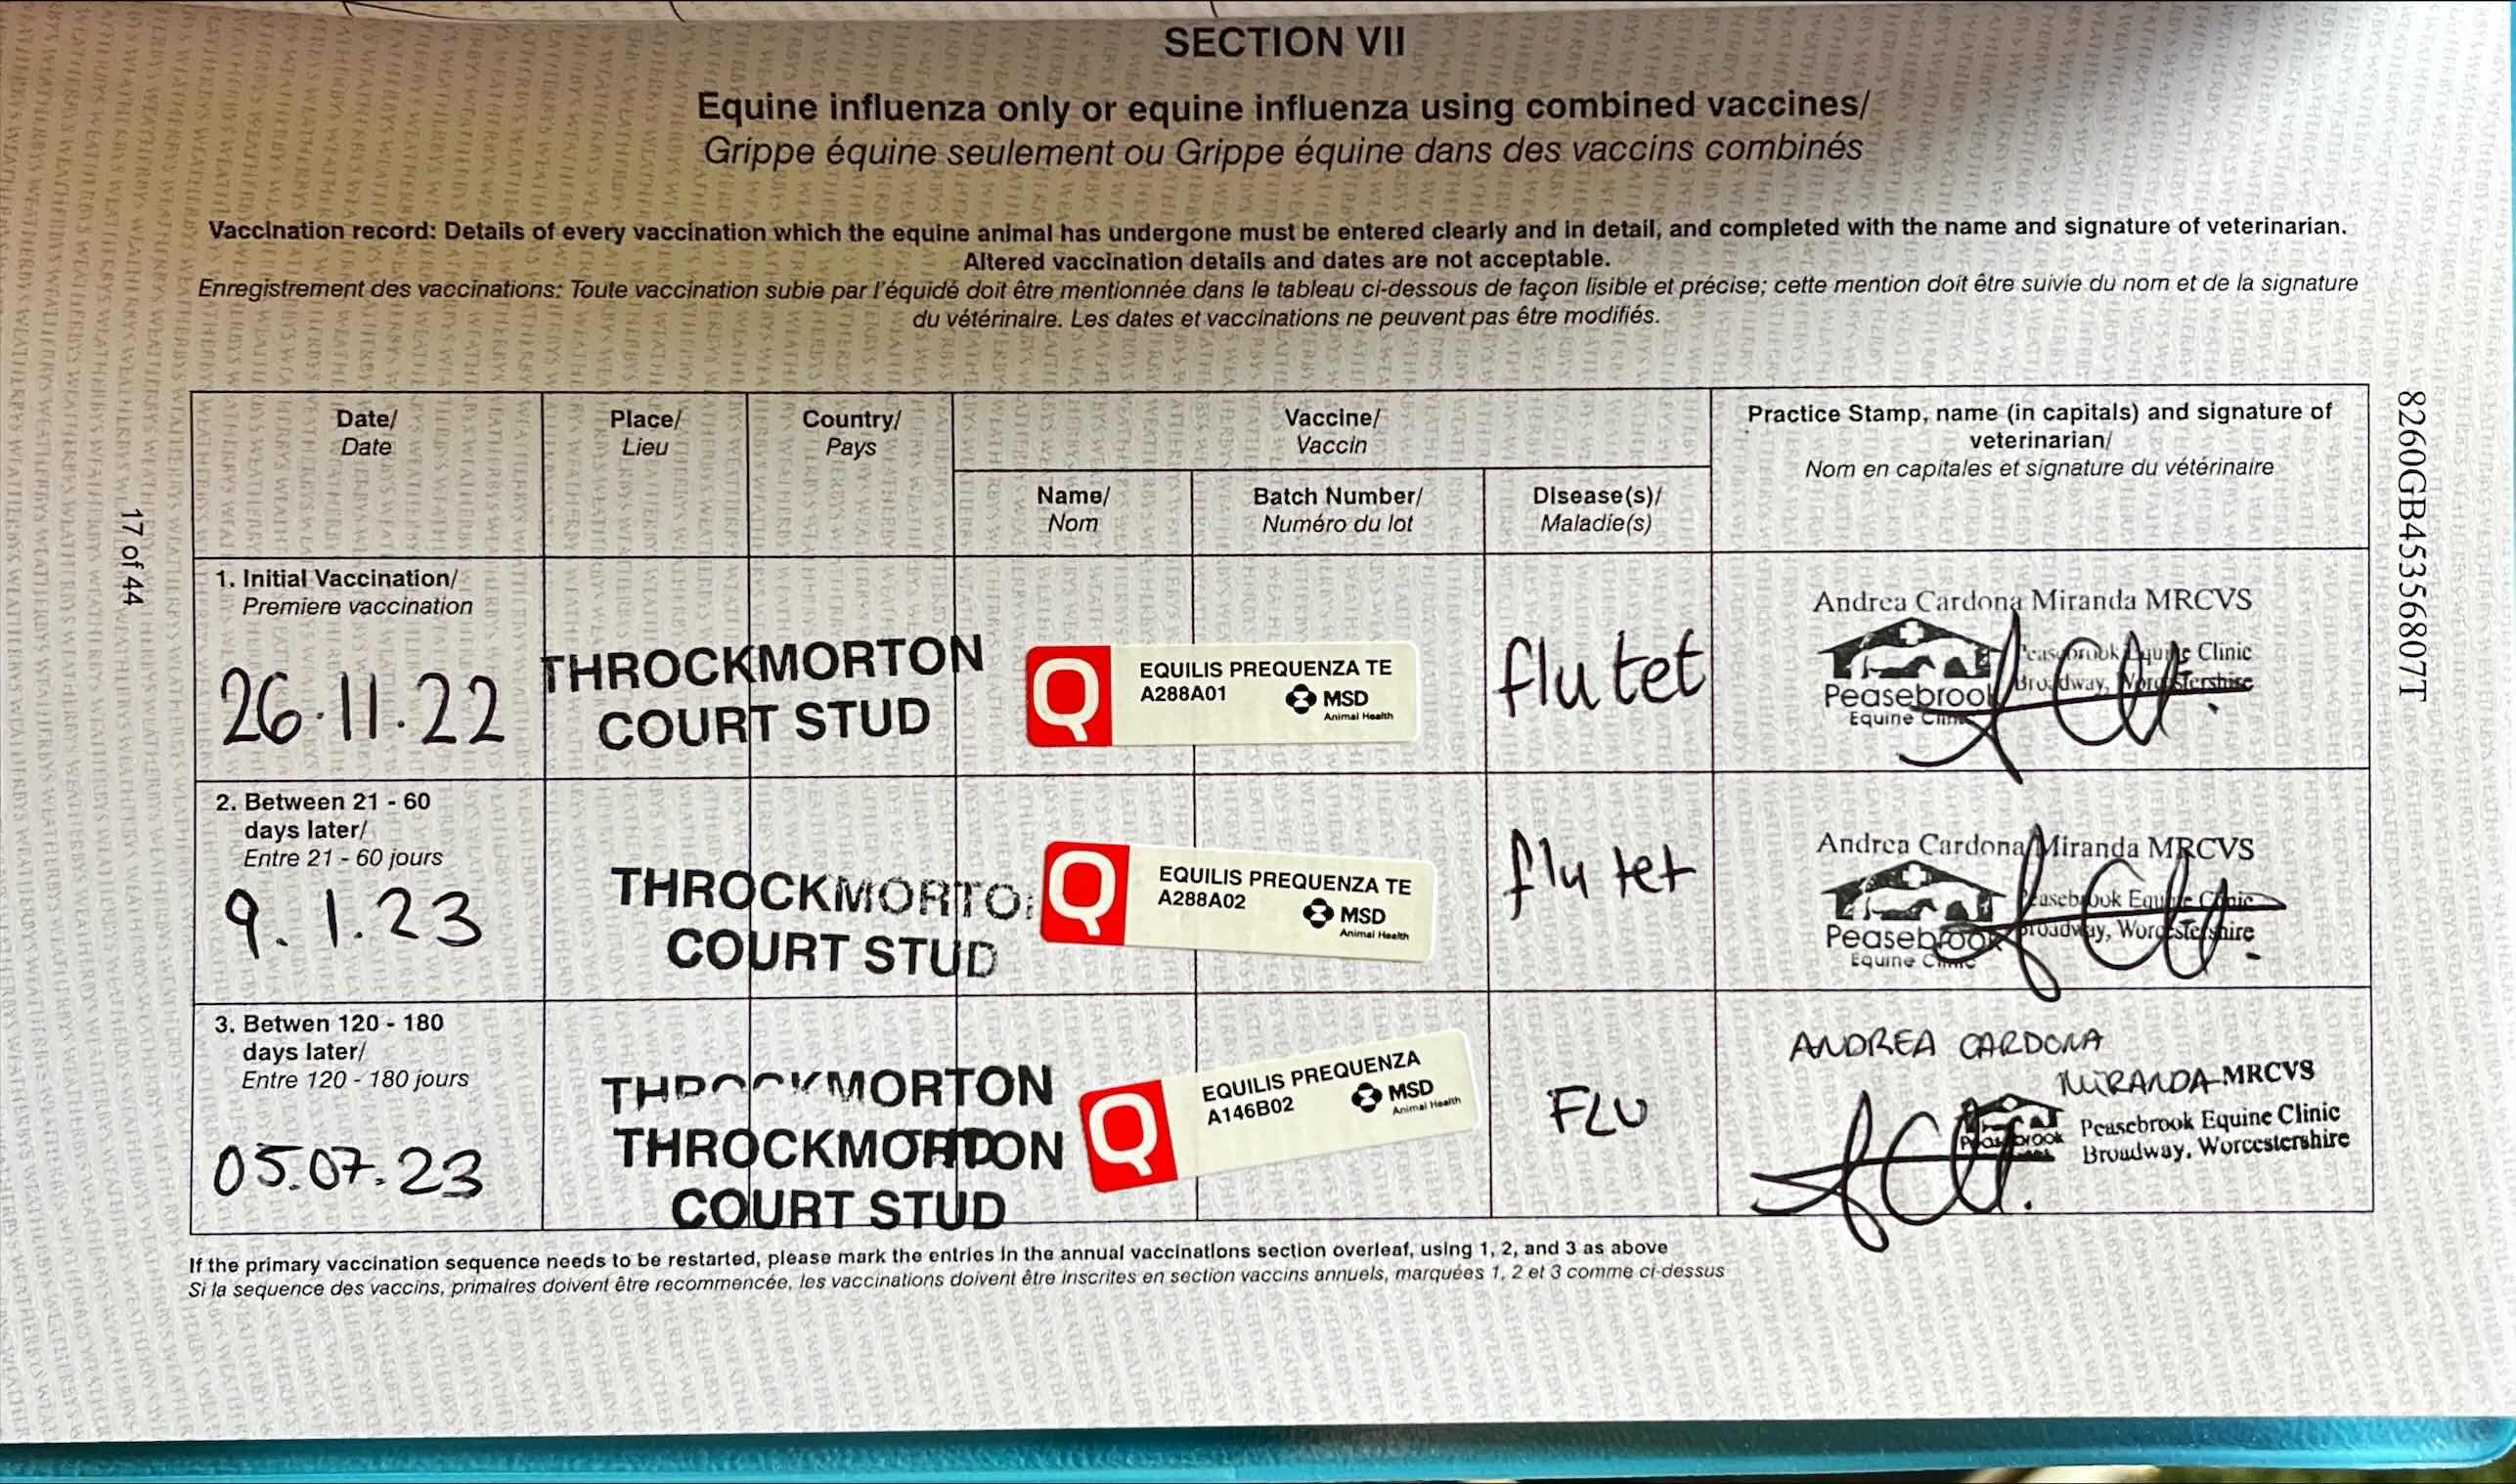 SECTION VII
Equine influenza only or equine influenza using combined vaccines/
Grippe équine seulement ou Grippe équine dans des vaccins combinés
Vaccination record: Details of every vaccination which the equine animal has undergone must be entered clearly and in detail, and completed with the name and signature of veterinarian.
Altered vaccination details and dates are not acceptable.
Enregistrement des vaccinations: Toute vaccination subie par l'équidé doit être mentionnée dans le tableau ci-dessous de façon lisible et précise; cette mention doit être suivie du nom et de la signature
du vétérinaire. Les dates et vaccinations ne peuvent pas être modifiés.
Date/
Date
Place/
Lieu
Country/
Pays
Vaccine/
Vaccin
Name/
Nom
Batch Number/
Numéro du lot
Disease(s)/
Maladie(s)
Practice Stamp, name (in capitals) and signature of
veterinarian/
Nom en capitales et signature du vétérinaire
1. Initial Vaccination/
Premiere vaccination
26.11.22
THROCKMORTON
COURT STUD
Q
EQUILIS PREQUENZA TE
A288A01
MSD
Animal Health
flu tet
Andrea Cardona Miranda MRCVS
Peasebrook Equine Clinic
Broadway, Worcestershire
Peasebrook
Equine Clinic
2. Between 21 - 60
days later/
Entre 21 - 60 jours
9.1.23
THROCKMORTO
COURT STUD
Q
EQUILIS PREQUENZA TE
A288A02
MSD
Animal Health
flu tet
Andrea Cardona Miranda MRCVS
Peasebrook Equine Clinic
Broadway, Worcestershire
Peasebrook
Equine Clinic
3. Betwen 120 - 180
days later/
Entre 120 - 180 jours
05.07.23
THROCKMORTON
THROCKMORTON
COURT STUD
Q
EQUILIS PREQUENZA
A146B02
MSD
Animal Health
FLU
ANDREA CARDONA
MIRANDA MRCVS
Peasebrook Equine Clinic
Broadway, Worcestershire
Peasebrook
If the primary vaccination sequence needs to be restarted, please mark the entries in the annual vaccinations section overleaf, using 1, 2, and 3 as above
Si la sequence des vaccins, primaires doivent être recommencée, les vaccinations doivent être inscrites en section vaccins annuels, marquées 1, 2 et 3 comme ci-dessus
17 of 44
8260GB45356807T